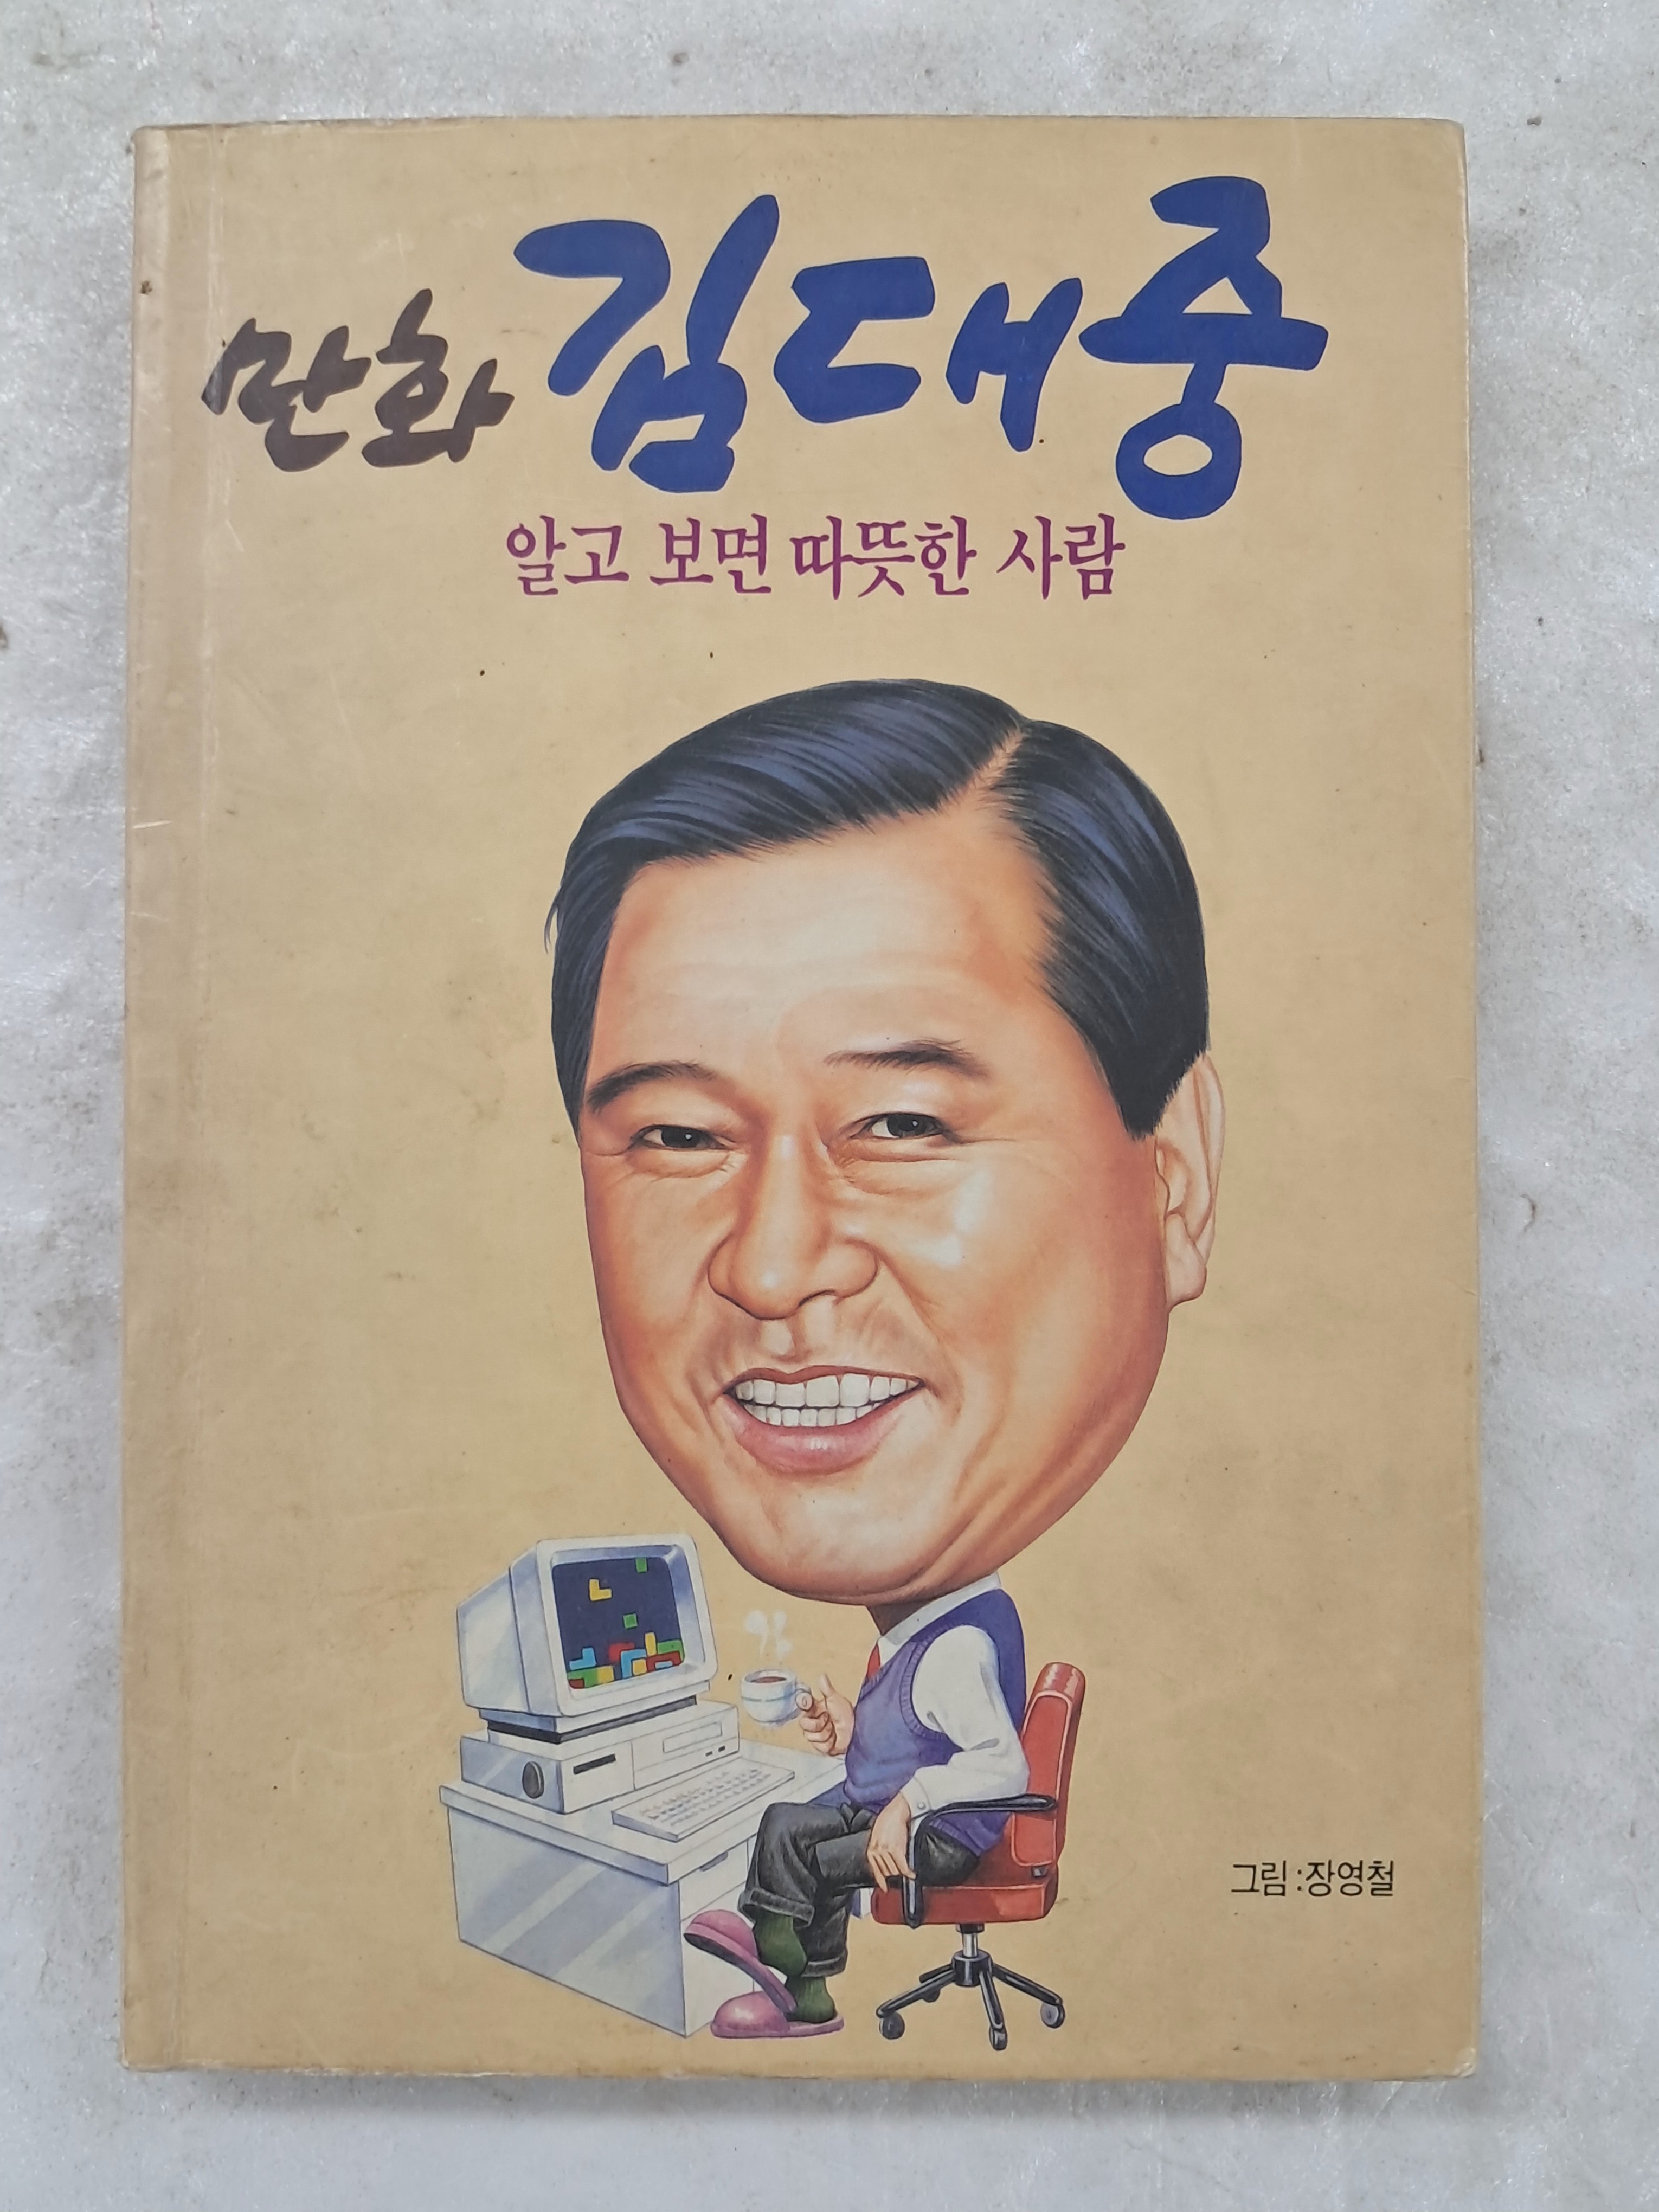 만화 김대중
알고 보면 따뜻한 사람
그림:장영철